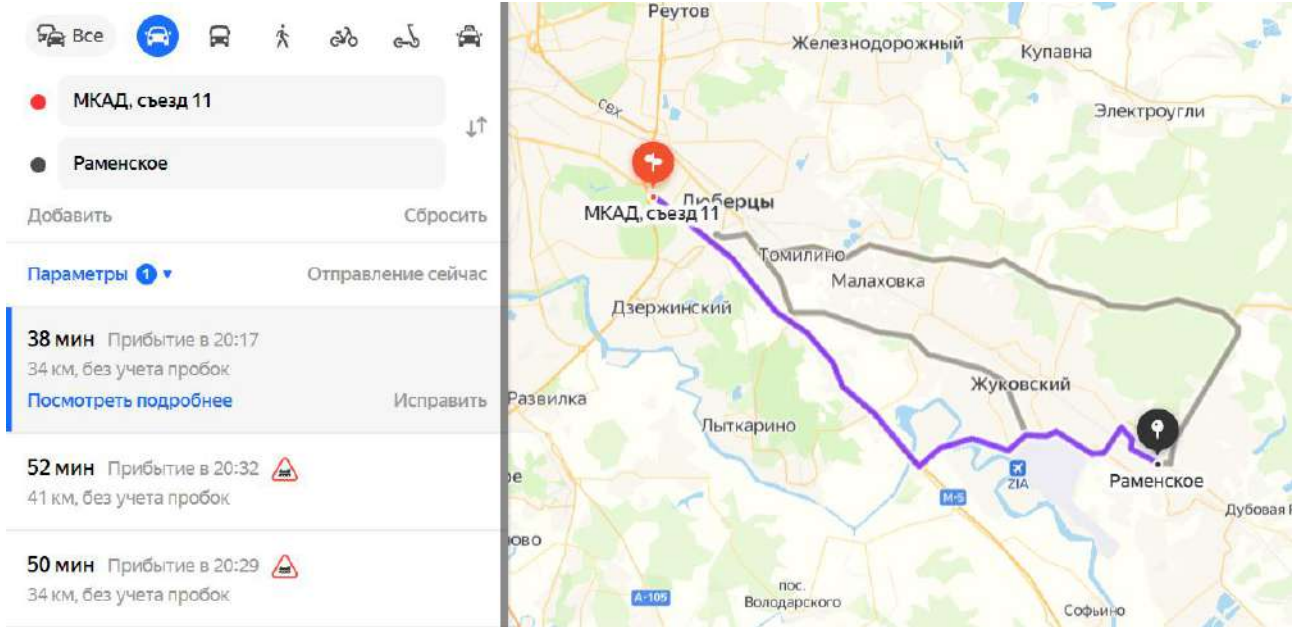 Все
МКАД, съезд 11
Раменское
Добавить
Сбросить
Параметры 1
Отправление сейчас
38 мин Прибытие в 20:17
34 км, без учета пробок
Посмотреть подробнее
Исправить
52 мин Прибытие в 20:32
41 км, без учета пробок
50 мин Прибытие в 20:29
34 км, без учета пробок
Реутов
Железнодорожный
Купавна
СВХ
Электроугли
Люберцы
МКАД, съезд 11
Томилино
Малаховка
Дзержинский
Жуковский
Развилка
Лыткарино
ZIA
Раменское
М-5
Дубовая
А-105
пос.
Володарского
Софьино